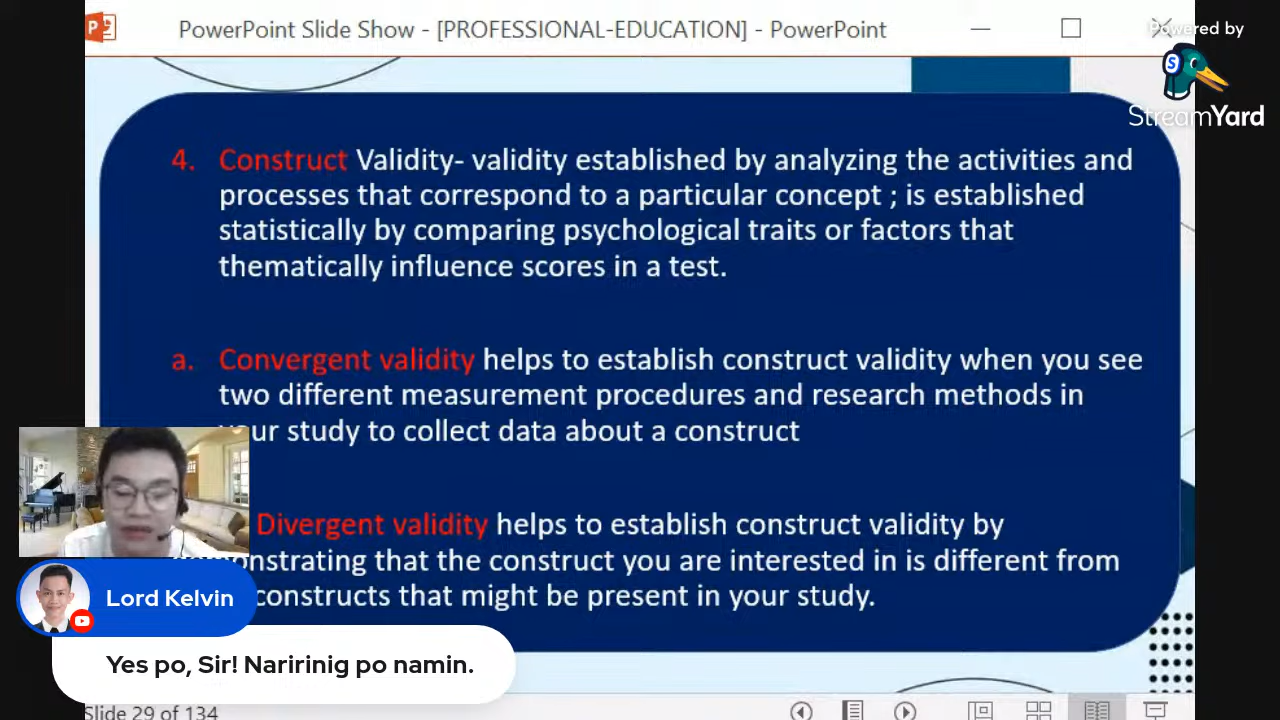 PowerPoint Slide Show - [PROFESSIONAL-EDUCATION] - PowerPoint
Powered by
StreamYard
4. Construct Validity- validity established by analyzing the activities and
processes that correspond to a particular concept ; is established
statistically by comparing psychological traits or factors that
thematically influence scores in a test.
a. Convergent validity helps to establish construct validity when you see
two different measurement procedures and research methods in
your study to collect data about a construct
Divergent validity helps to establish construct validity by
onstrating that the construct you are interested in is different from
constructs that might be present in your study.
Lord Kelvin
Yes po, Sir! Naririnig po namin.
Slide 29 of 134